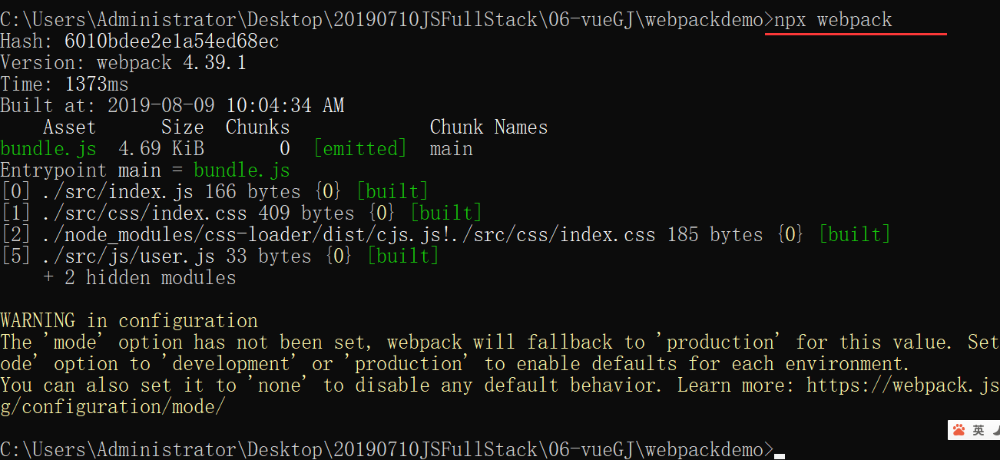 C:\Users\Administrator\Desktop\20190710JSFullStack\06-vueGJ\webpackdemo>npx webpack
Hash: 6010bdee2e1a54ed68ec
Version: webpack 4.39.1
Time: 1373ms
Built at: 2019-08-09 10:04:34 AM
    Asset      Size  Chunks             Chunk Names
bundle.js  4.69 KiB       0  [emitted]  main
Entrypoint main = bundle.js
[0] ./src/index.js 166 bytes {0} [built]
[1] ./src/css/index.css 409 bytes {0} [built]
[2] ./node_modules/css-loader/dist/cjs.js!./src/css/index.css 185 bytes {0} [built]
[5] ./src/js/user.js 33 bytes {0} [built]
    + 2 hidden modules
WARNING in configuration
The 'mode' option has not been set, webpack will fallback to 'production' for this value. Set
ode' option to 'development' or 'production' to enable defaults for each environment.
You can also set it to 'none' to disable any default behavior. Learn more: https://webpack.js
g/configuration/mode/
英
C:\Users\Administrator\Desktop\20190710JSFullStack\06-vueGJ\webpackdemo>